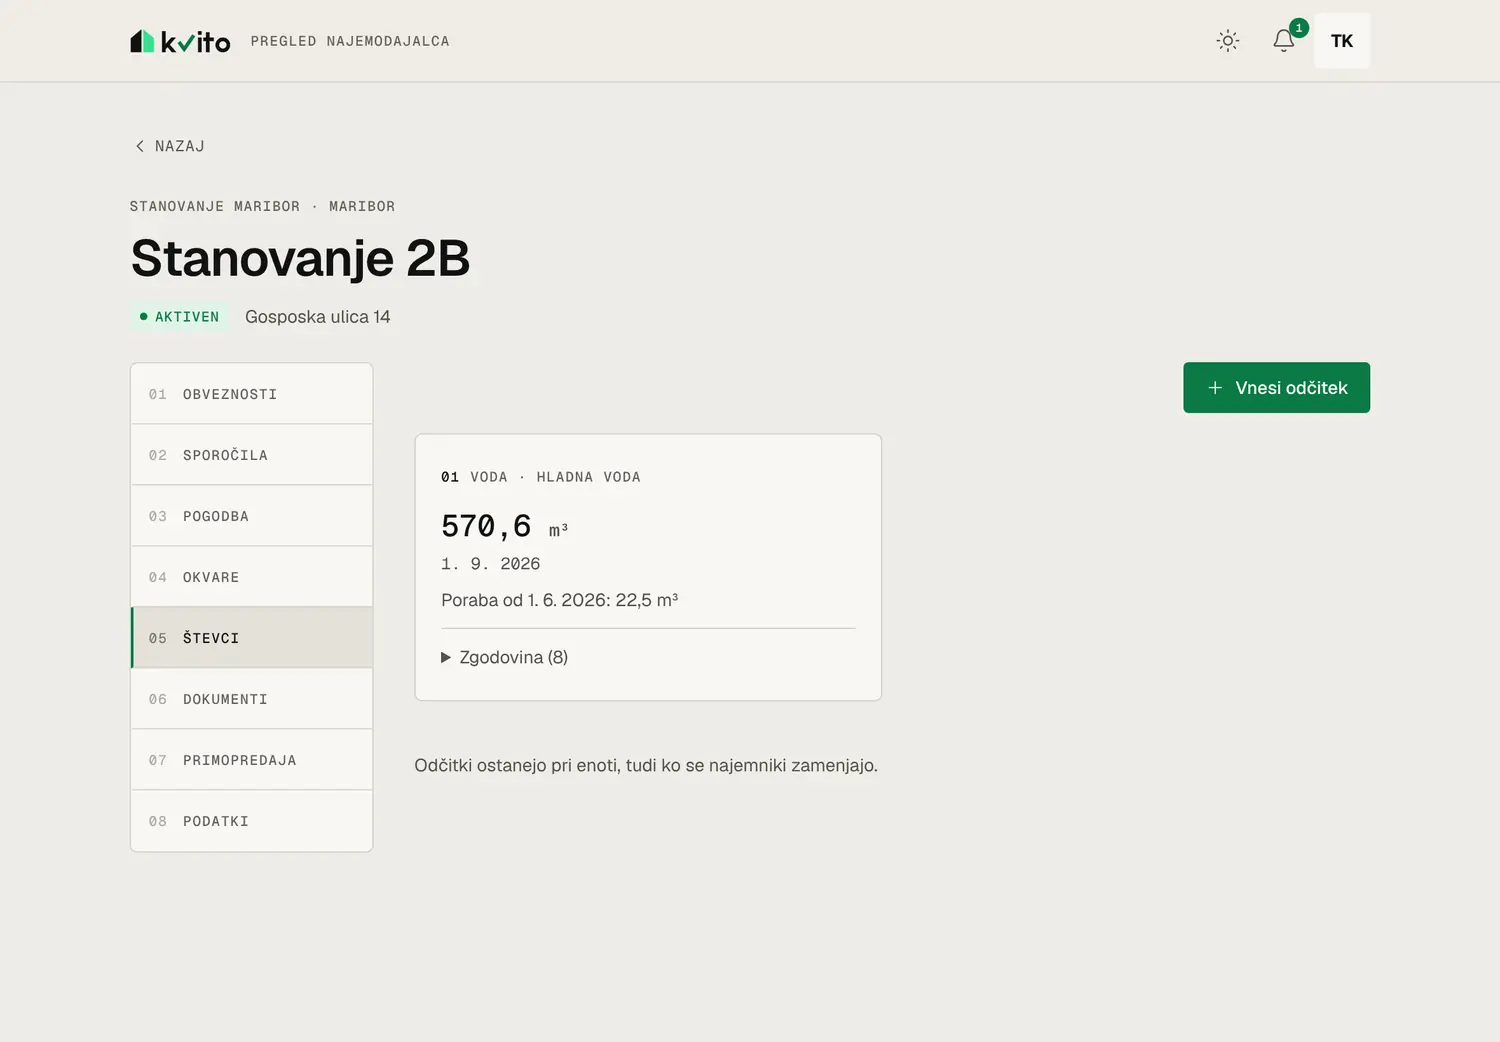 kvito PREGLED NAJEMODAJALCA
1
TK
NAZAJ
STANOVANJE MARIBOR · MARIBOR
Stanovanje 2B
AKTIVEN Gosposka ulica 14
01 OBVEZNOSTI
02 SPOROČILA
03 POGODBA
04 OKVARE
05 ŠTEVCI
06 DOKUMENTI
07 PRIMOPREDAJA
08 PODATKI
+ Vnesi odčitek
01 VODA · HLADNA VODA
570,6 m³
1. 9. 2026
Poraba od 1. 6. 2026: 22,5 m³
Zgodovina (8)
Odčitki ostanejo pri enoti, tudi ko se najemniki zamenjajo.